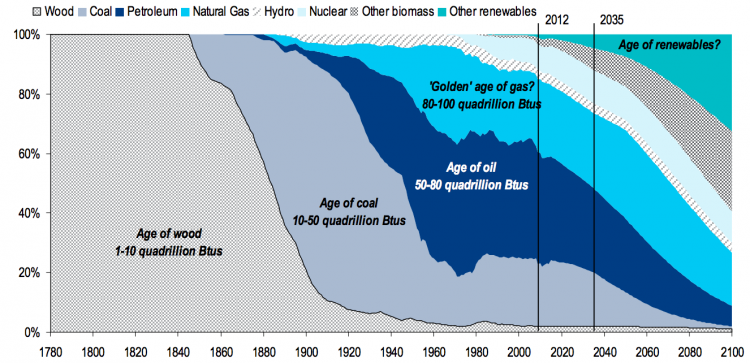 Wood Coal Petroleum Natural Gas Hydro Nuclear Other biomass Other renewables
2012 2035
100%
80%
60%
40%
20%
0%
Age of renewables?
'Golden' age of gas?
80-100 quadrillion Btus
Age of oil
50-80 quadrillion Btus
Age of coal
10-50 quadrillion Btus
Age of wood
1-10 quadrillion Btus
1780 1800 1820 1840 1860 1880 1900 1920 1940 1960 1980 2000 2020 2040 2060 2080 2100